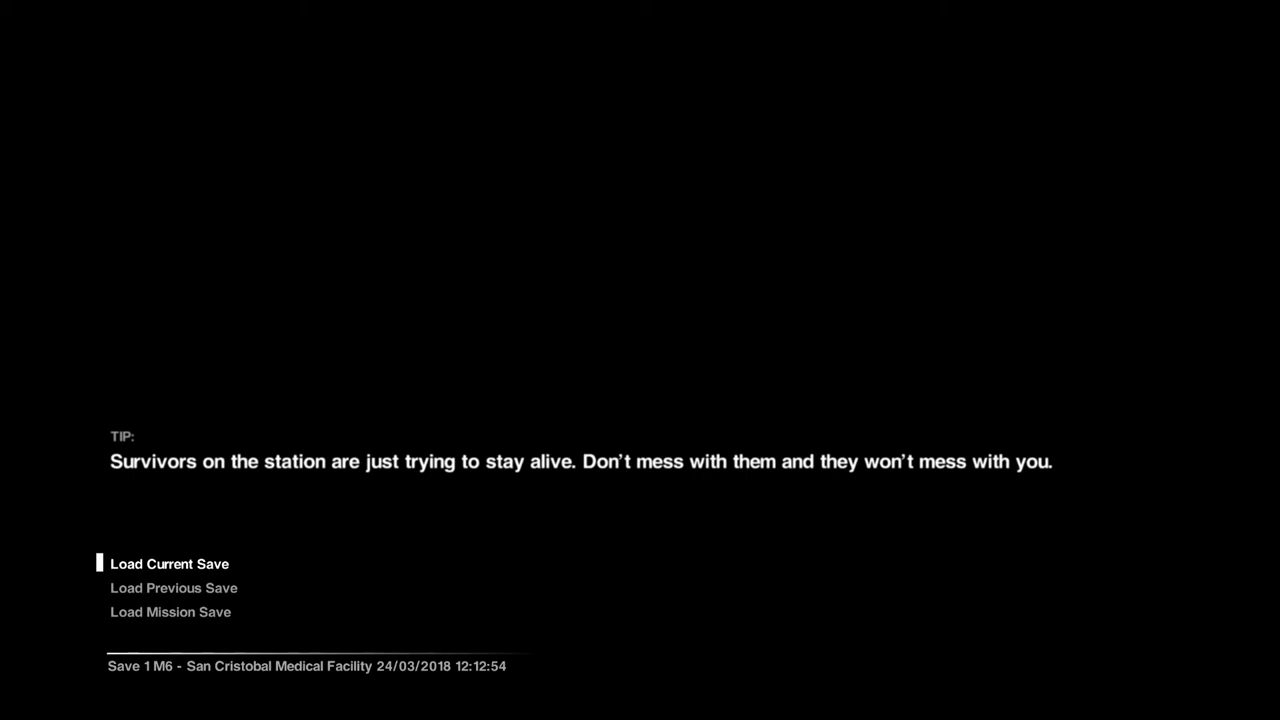 TIP:
Survivors on the station are just trying to stay alive. Don’t mess with them and they won’t mess with you.
Load Current Save
Load Previous Save
Load Mission Save
Save 1 M6 - San Cristobal Medical Facility 24/03/2018 12:12:54